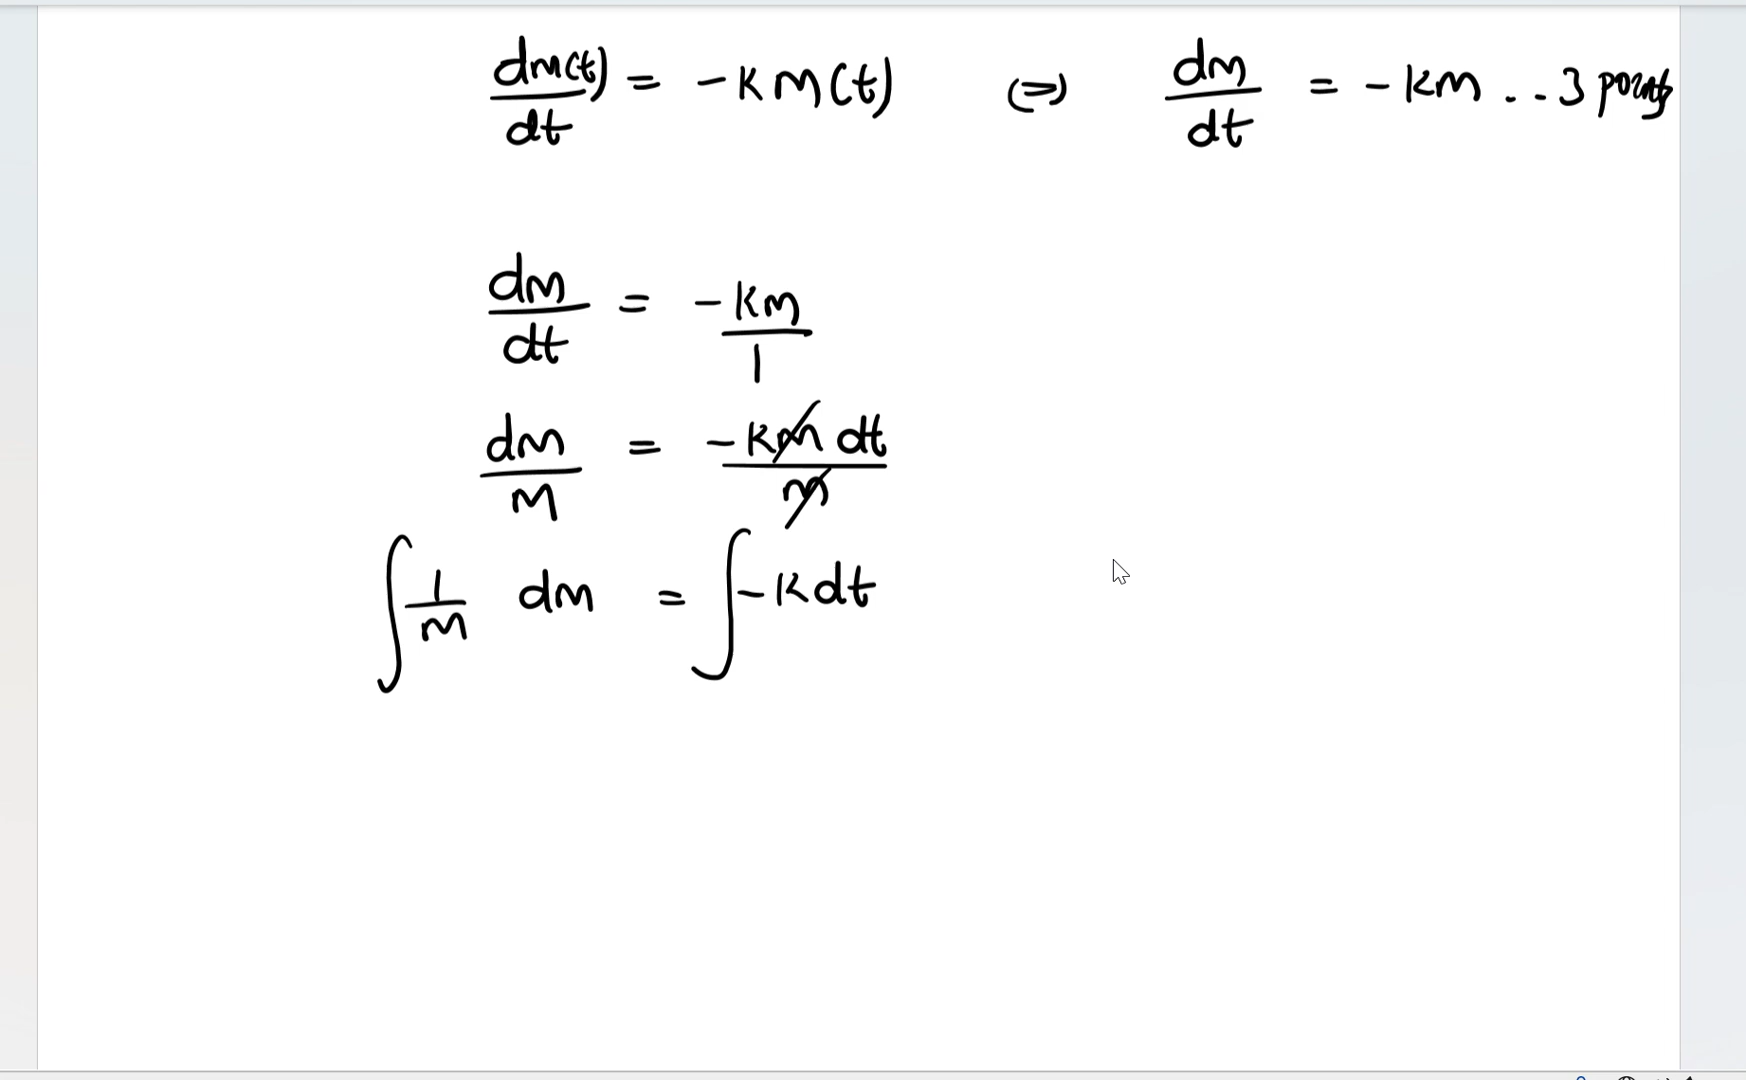 dm(t)/dt = -km(t) (=) dm/dt = -km .. 3 points
dm/dt = -km/1
dm/m = -km dt/m
∫ 1/m dm = ∫ -k dt